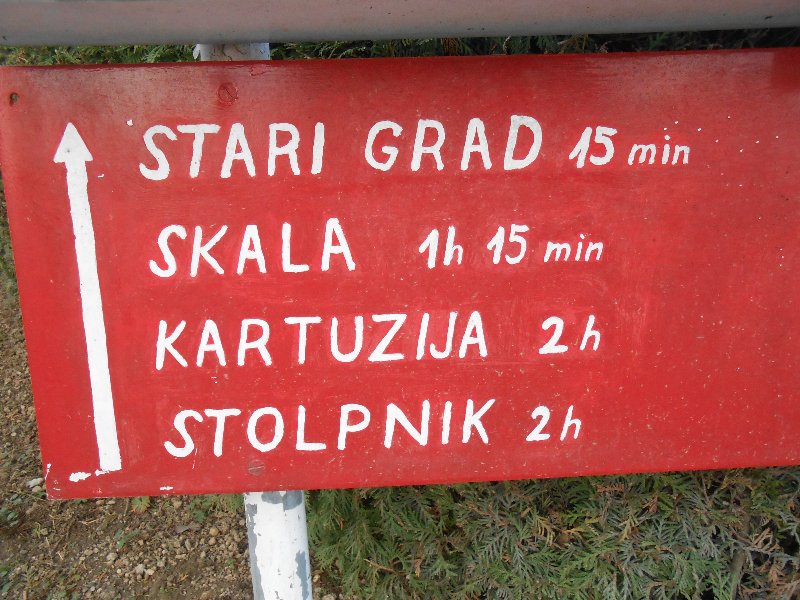 STARI GRAD 15 min
SKALA 1h 15 min
KARTUZIJA 2h
STOLPNIK 2h